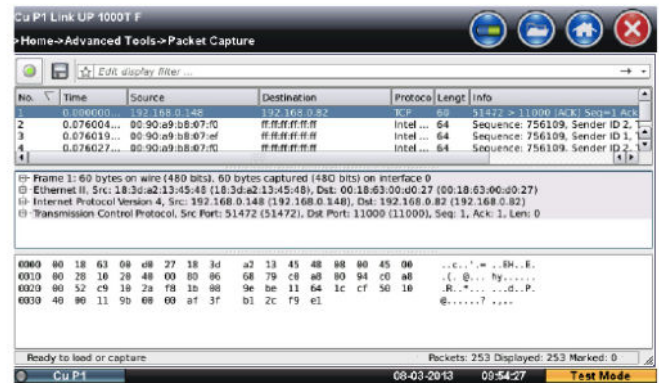 Cu P1 Link UP 1000T F
>Home->Advanced Tools->Packet Capture
Edit display filter ...
No. Time Source Destination Protoco Lengt Info
1 0.000000... 192.168.0.148 192.168.0.82 TCP 60 51472 > 11000 [ACK] Seq=1 Ack
2 0.076004... 00:90:a9:b8:07:f0 ff:ff:ff:ff:ff:ff Intel ... 64 Sequence: 756109, Sender ID 2, T
3 0.076019... 00:90:a9:b8:07:ef ff:ff:ff:ff:ff:ff Intel ... 64 Sequence: 756109, Sender ID 1,
4 0.076027... 00:90:a9:b8:07:f0 ff:ff:ff:ff:ff:ff Intel ... 64 Sequence: 756109, Sender ID 2,
Frame 1: 60 bytes on wire (480 bits), 60 bytes captured (480 bits) on interface 0
Ethernet II, Src: 18:3d:a2:13:45:48 (18:3d:a2:13:45:48), Dst: 00:18:63:00:d0:27 (00:18:63:00:d0:27)
Internet Protocol Version 4, Src: 192.168.0.148 (192.168.0.148), Dst: 192.168.0.82 (192.168.0.82)
Transmission Control Protocol, Src Port: 51472 (51472), Dst Port: 11000 (11000), Seq: 1, Ack: 1, Len: 0
0000 00 18 63 00 d0 27 18 3d a2 13 45 48 08 00 45 00 ..c..'.= ..EH..E.
0010 00 28 10 20 40 00 80 06 68 79 c0 a8 00 94 c0 a8 .(. @... hy......
0020 00 52 c9 10 2a f8 1b 08 9e be 11 64 1c cf 50 10 .R..*... ...d..P.
0030 40 00 11 9b 00 00 af 3f b1 2c f9 e1 @......? .,..
Ready to load or capture Packets: 253 Displayed: 253 Marked: 0
Cu P1 08-03-2013 09:54:27 Test Mode